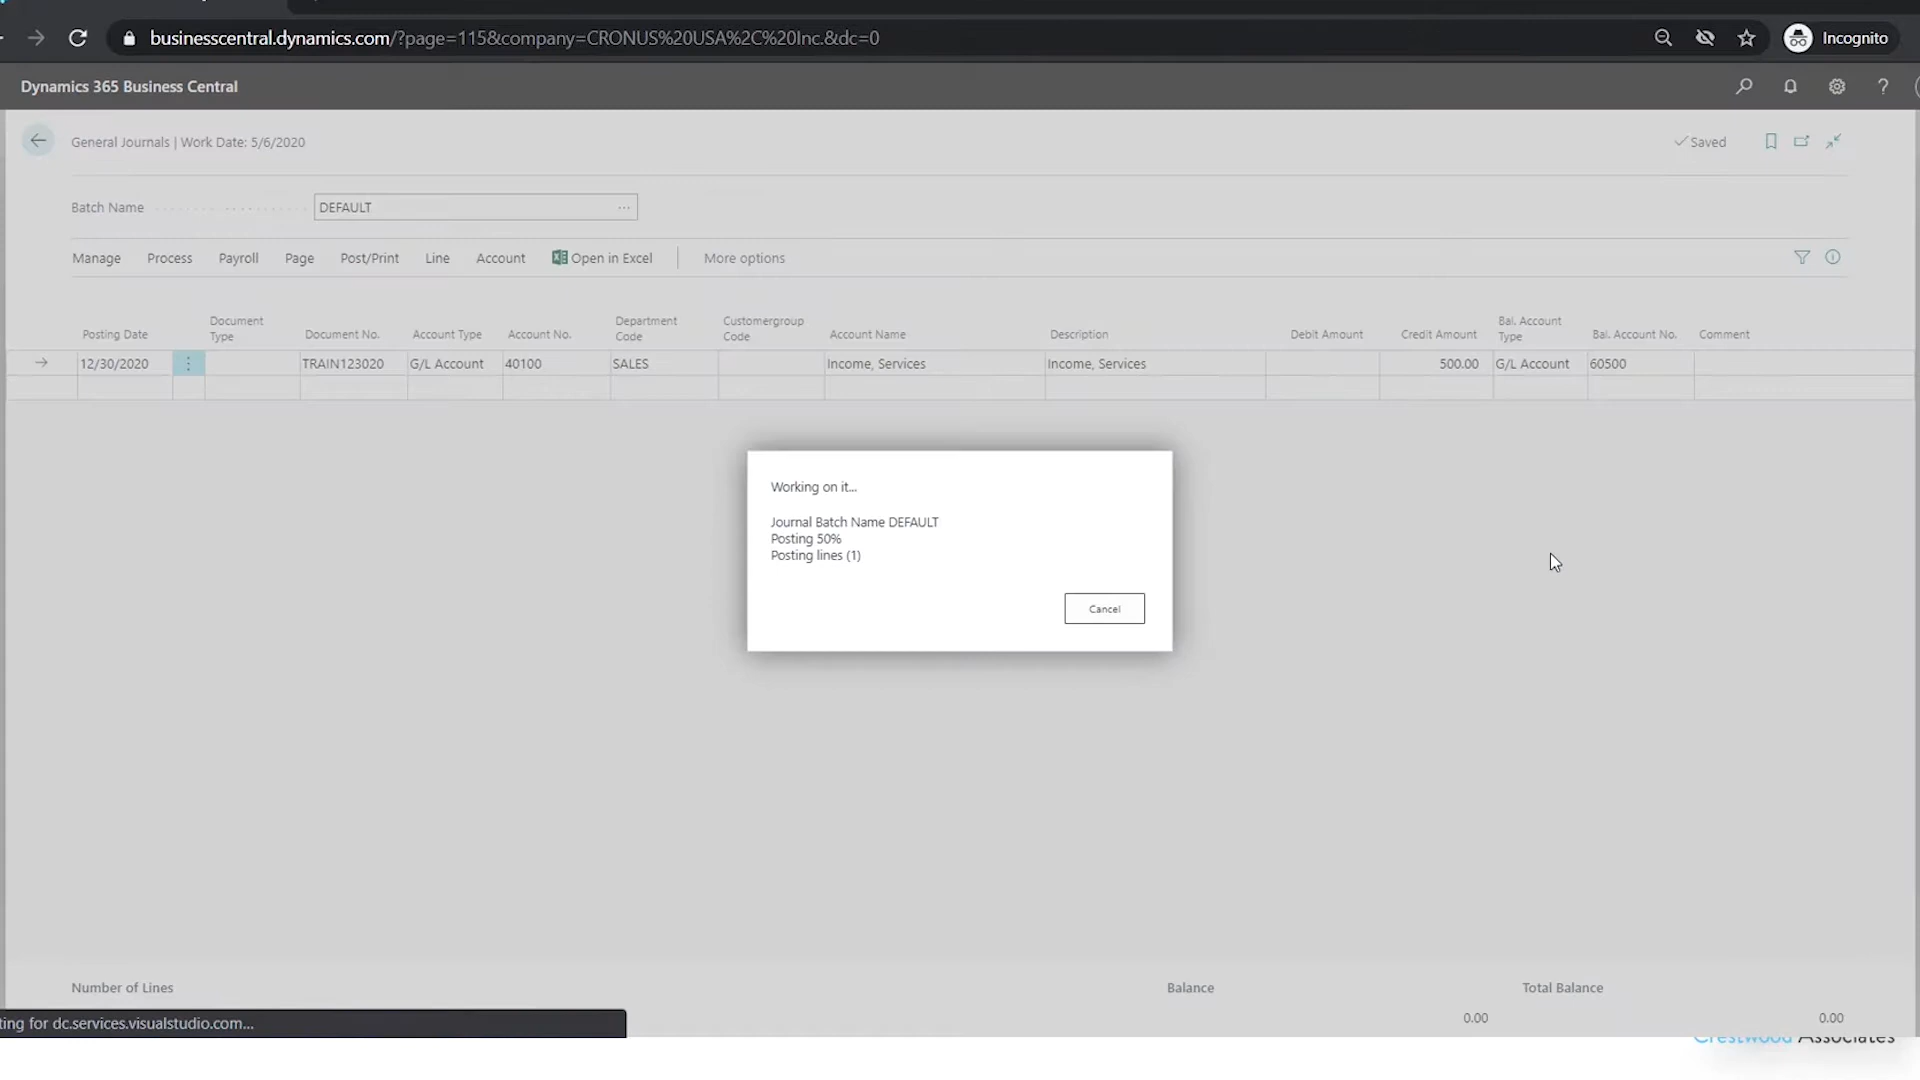 businesscentral.dynamics.com/?page=115&company=CRONUS%20USA%2C%20Inc.&dc=0
Incognito
Dynamics 365 Business Central
?
General Journals | Work Date: 5/6/2020
Saved
Batch Name
DEFAULT
Manage Process Payroll Page Post/Print Line Account Open in Excel More options
Posting Date Document Type Document No. Account Type Account No. Department Code Customergroup Code Account Name Description Debit Amount Credit Amount Bal. Account Type Bal. Account No. Comment
12/30/2020 TRAIN123020 G/L Account 40100 SALES Income, Services Income, Services 500.00 G/L Account 60500
Working on it...
Journal Batch Name DEFAULT
Posting 50%
Posting lines (1)
Cancel
Number of Lines Balance Total Balance
0.00 0.00
ting for dc.services.visualstudio.com...
Crestwood Associates